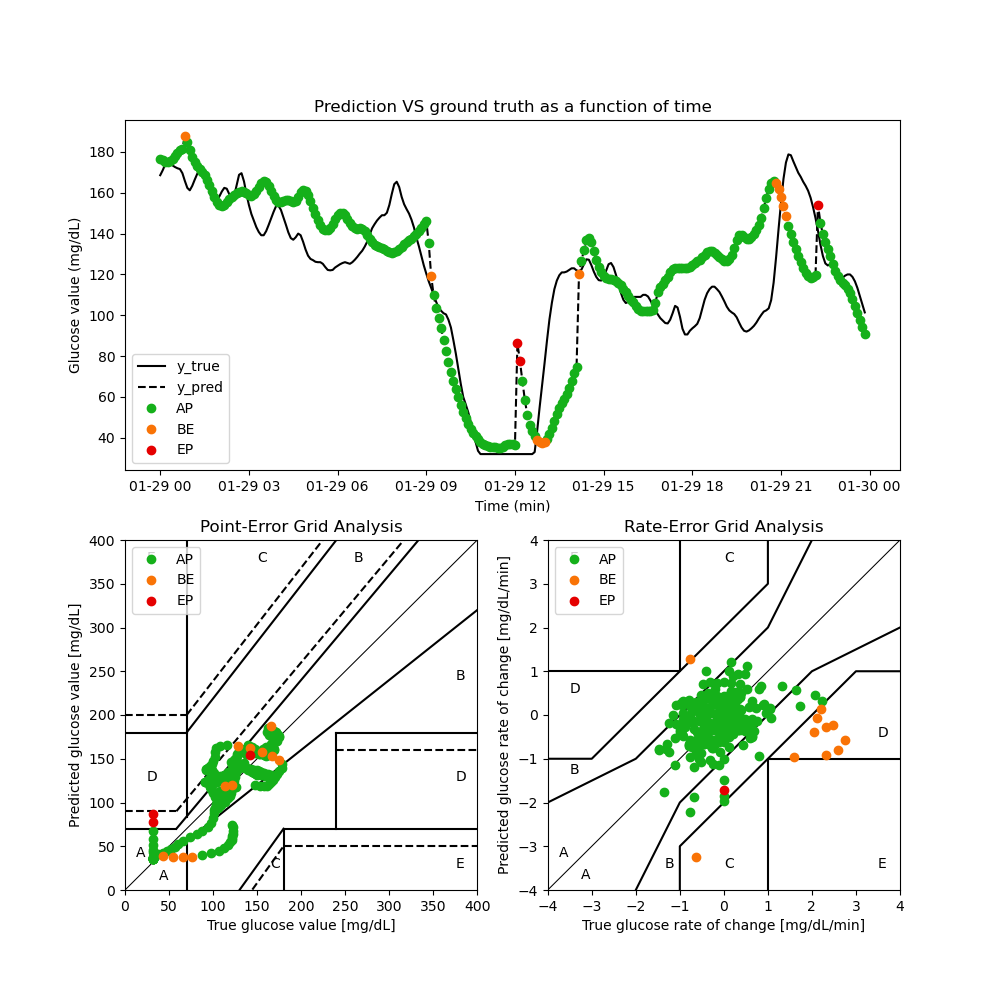 Prediction VS ground truth as a function of time
Glucose value (mg/dL)
180
160
140
120
100
80
60
40
y_true
y_pred
AP
BE
EP
01-29 00 01-29 03 01-29 06 01-29 09 01-29 12 01-29 15 01-29 18 01-29 21 01-30 00
Time (min)
Point-Error Grid Analysis
Predicted glucose value [mg/dL]
400
350
300
250
200
150
100
50
0
AP
BE
EP
C
B
B
D
D
A
A
C
E
0 50 100 150 200 250 300 350 400
True glucose value [mg/dL]
Rate-Error Grid Analysis
Predicted glucose rate of change [mg/dL/min]
4
3
2
1
0
−1
−2
−3
−4
AP
BE
EP
C
D
D
B
A
A
B
C
E
−4 −3 −2 −1 0 1 2 3 4
True glucose rate of change [mg/dL/min]